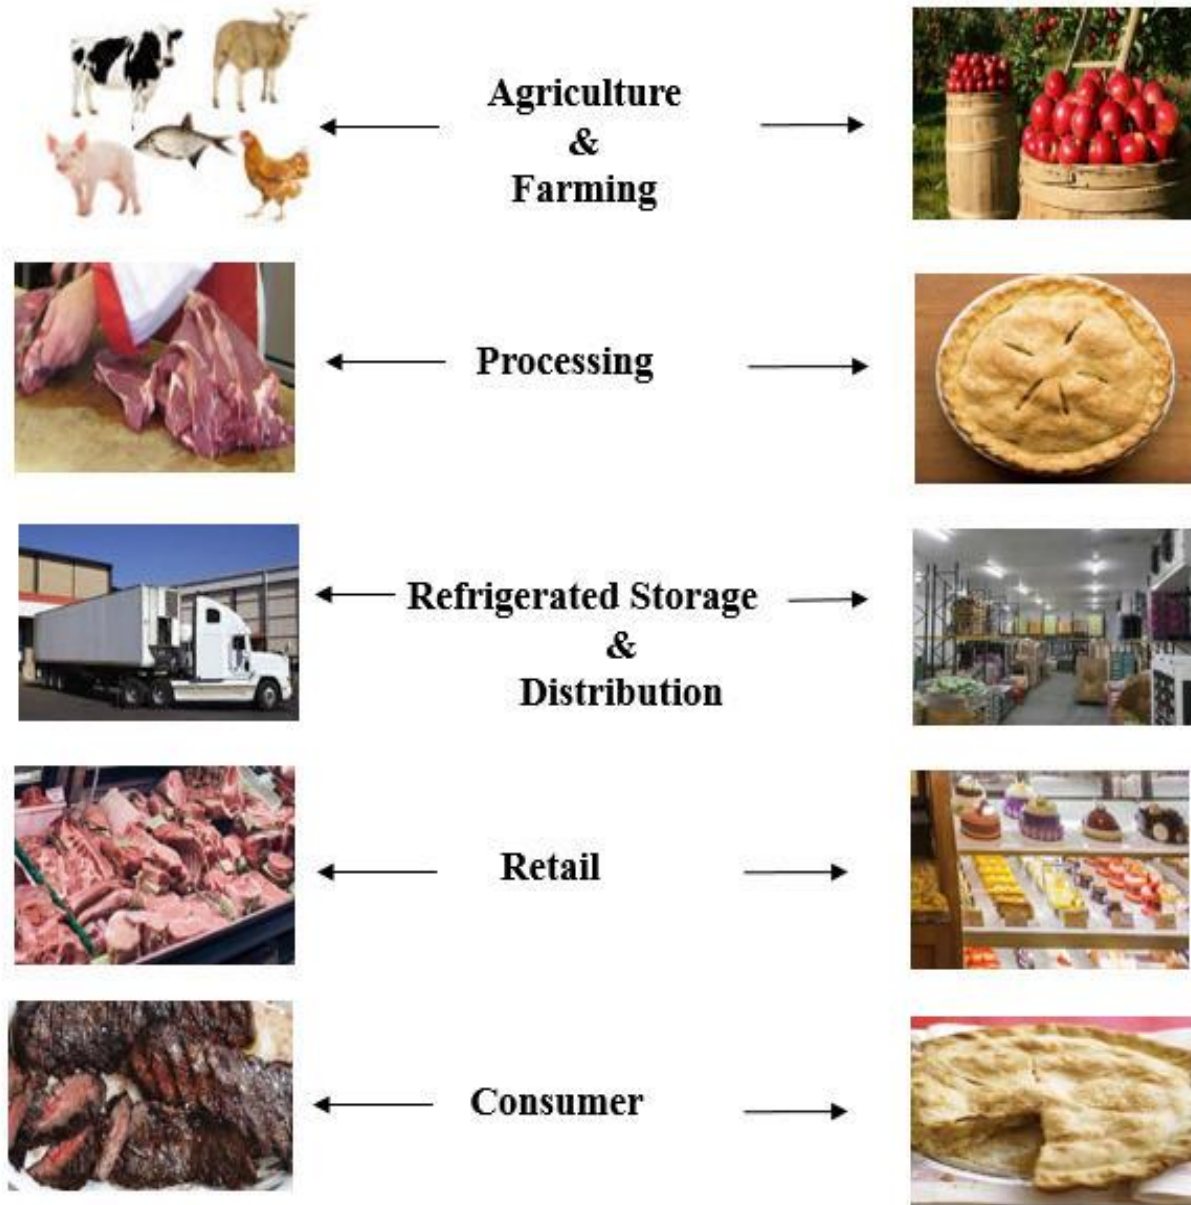 Agriculture
&
Farming
Processing
Refrigerated Storage
&
Distribution
Retail
Consumer